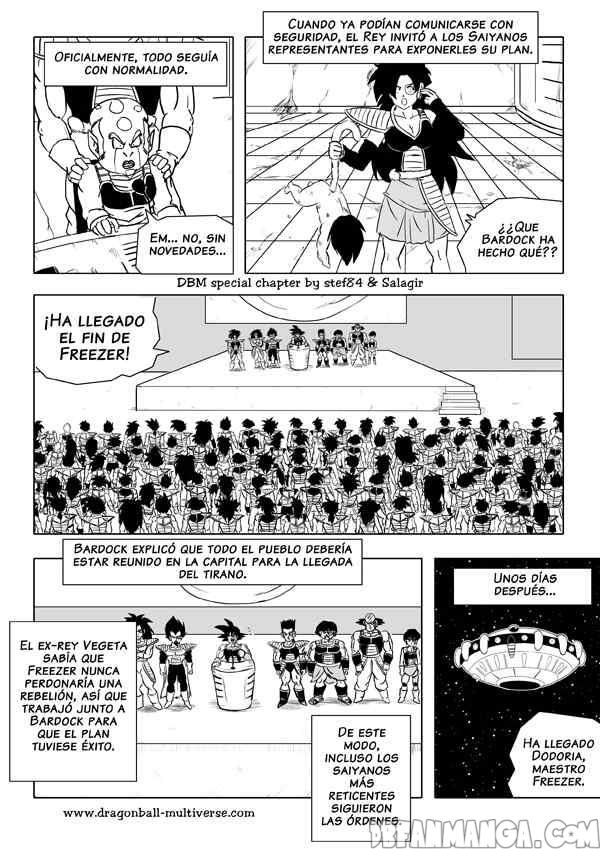 OFICIALMENTE, TODO SEGUÍA
CON NORMALIDAD.
EM... NO, SIN
NOVEDADES...
CUANDO YA PODÍAN COMUNICARSE CON
SEGURIDAD, EL REY INVITÓ A LOS SAIYANOS
REPRESENTANTES PARA EXPONERLES SU PLAN.
¿¿QUE
BARDOCK HA
HECHO QUÉ??
DBM special chapter by stef84 & Salagir
¡HA LLEGADO
EL FIN DE
FREEZER!
BARDOCK EXPLICÓ QUE TODO EL PUEBLO DEBERÍA
ESTAR REUNIDO EN LA CAPITAL PARA LA LLEGADA
DEL TIRANO.
EL EX-REY VEGETA
SABÍA QUE
FREEZER NUNCA
PERDONARÍA UNA
REBELIÓN, ASÍ QUE
TRABAJÓ JUNTO A
BARDOCK PARA
QUE EL PLAN
TUVIESE ÉXITO.
DE ESTE
MODO,
INCLUSO LOS
SAIYANOS
MÁS
RETICENTES
SIGUIERON
LAS ÓRDENES.
UNOS DÍAS
DESPUÉS...
HA LLEGADO
DODORIA,
MAESTRO
FREEZER.
www.dragonball-multiverse.com
2
DBFANMANGA.COM